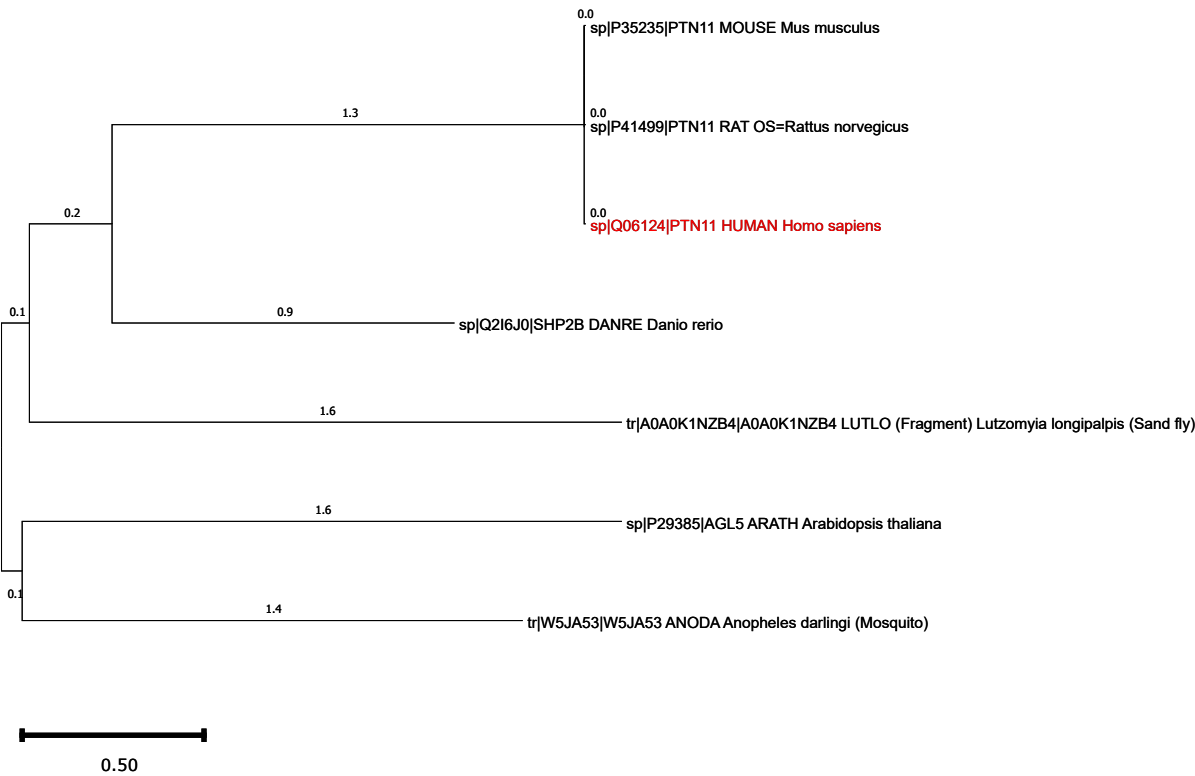 0.0
sp|P35235|PTN11 MOUSE Mus musculus
1.3
0.0
sp|P41499|PTN11 RAT OS=Rattus norvegicus
0.2
0.0
sp|Q06124|PTN11 HUMAN Homo sapiens
0.1
0.9
sp|Q2I6J0|SHP2B DANRE Danio rerio
1.6
tr|A0A0K1NZB4|A0A0K1NZB4 LUTLO (Fragment) Lutzomyia longipalpis (Sand fly)
1.6
sp|P29385|AGL5 ARATH Arabidopsis thaliana
0.1
1.4
tr|W5JA53|W5JA53 ANODA Anopheles darlingi (Mosquito)
0.50